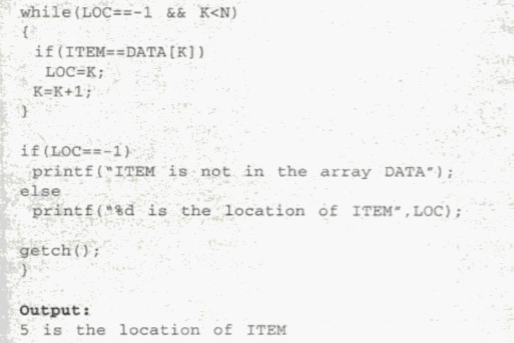 while(LOC==-1 && K<N)
{
if(ITEM==DATA[K])
LOC=K;
K=K+1;
}
if(LOC==-1)
printf("ITEM is not in the array DATA");
else
printf("%d is the location of ITEM",LOC);
getch();
}
Output:
5 is the location of ITEM